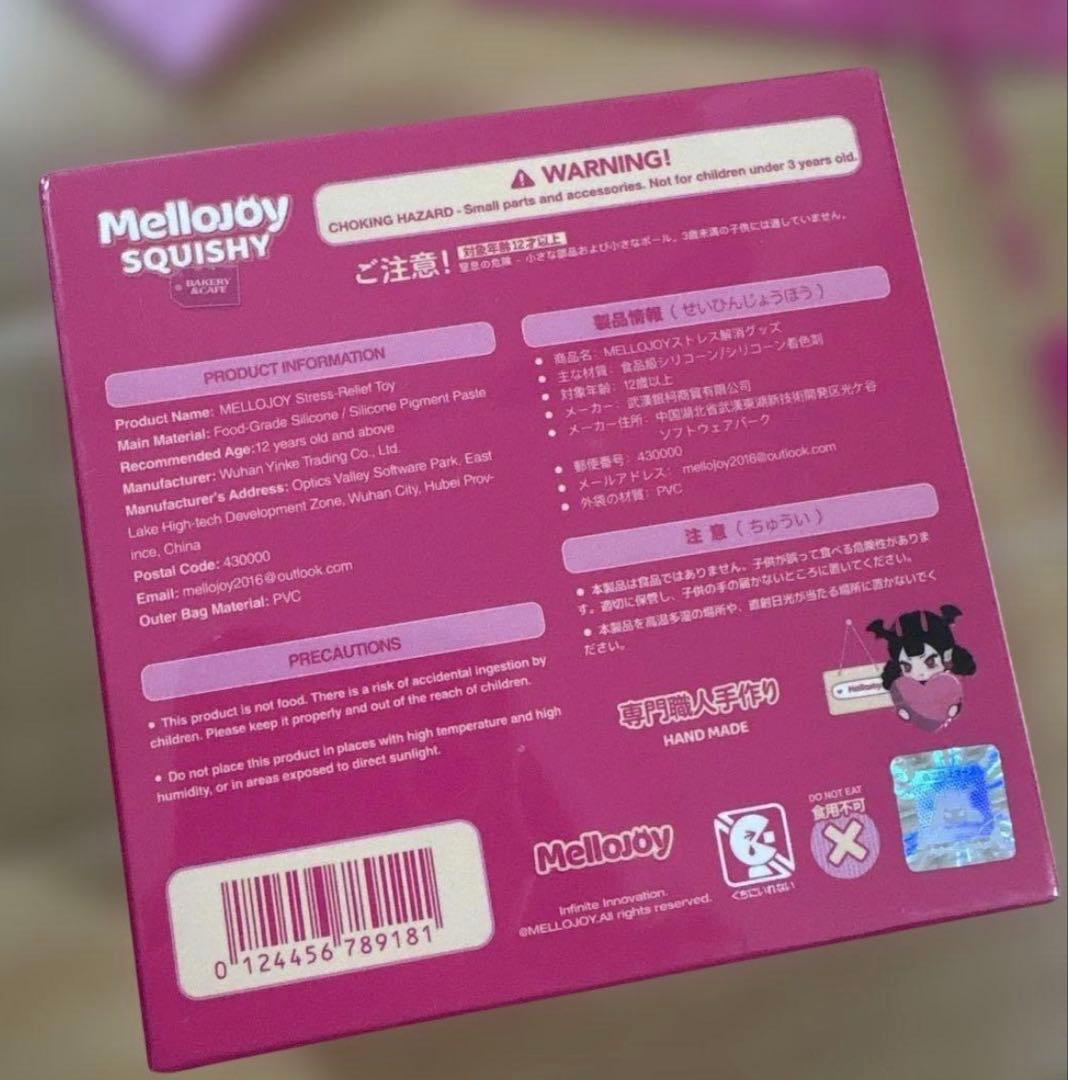 MelloJoy
SQUISHY
BAKERY
&CAFE
⚠ WARNING!
CHOKING HAZARD - Small parts and accessories. Not for children under 3 years old.
ご注意!
対象年齢12才以上
窒息の危険 - 小さな部品および小さなボール。3歳未満の子供には適していません。
PRODUCT INFORMATION
Product Name: MELLOJOY Stress-Relief Toy
Main Material: Food-Grade Silicone / Silicone Pigment Paste
Recommended Age:12 years old and above
Manufacturer: Wuhan Yinke Trading Co., Ltd.
Manufacturer's Address: Optics Valley Software Park, East
Lake High-tech Development Zone, Wuhan City, Hubei Prov-
ince, China
Postal Code: 430000
Email: mellojoy2016@outlook.com
Outer Bag Material: PVC
PRECAUTIONS
• This product is not food. There is a risk of accidental ingestion by
children. Please keep it properly and out of the reach of children.
• Do not place this product in places with high temperature and high
humidity, or in areas exposed to direct sunlight.
製品情報 ( せいひんじょうほう )
• 商品名: MELLOJOYストレス解消グッズ
• 主な材質: 食品級シリコーン/シリコーン着色剤
• 対象年齢: 12歳以上
• メーカー: 武漢銀柯商貿有限公司
• メーカー住所: 中国湖北省武漢東湖新技術開発区光ケ谷
ソフトウェアパーク
• 郵便番号: 430000
• メールアドレス: mellojoy2016@outlook.com
• 外袋の材質: PVC
注意 ( ちゅうい )
• 本製品は食品ではありません。子供が誤って食べる危険性がありま
す。適切に保管し、子供の手の届かないところに置いてください。
• 本製品を高温多湿の場所や、直射日光が当たる場所に置かないでく
ださい。
専門職人手作り
HAND MADE
MelloJoy
Infinite Innovation.
@MELLOJOY.All rights reserved.
くちにいれない
DO NOT EAT
食用不可
0 124456 789181